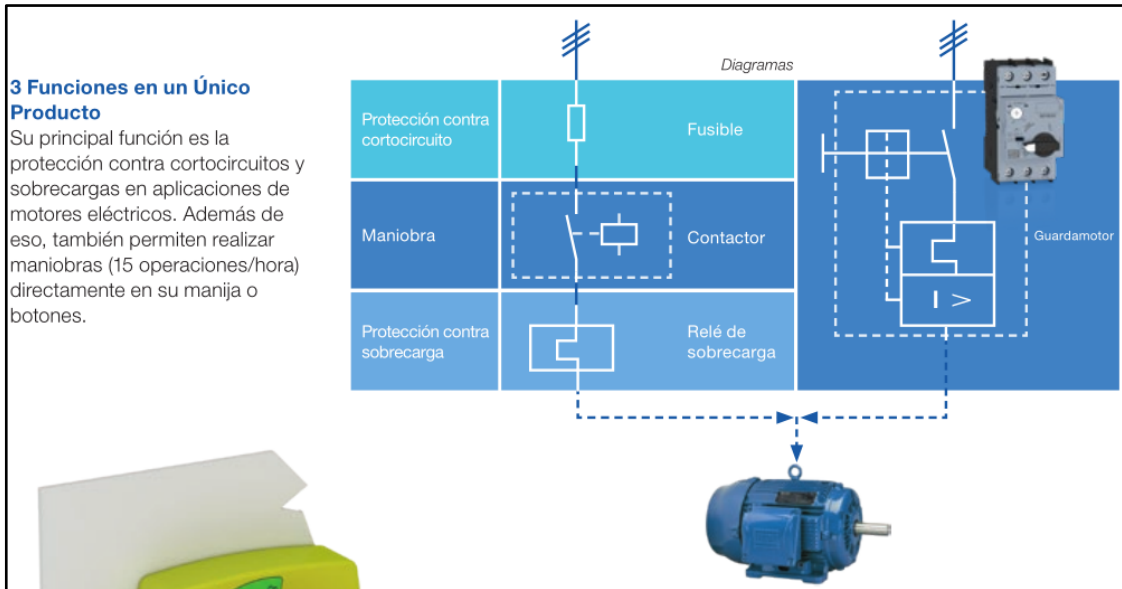 3 Funciones en un Único
Producto
Su principal función es la
protección contra cortocircuitos y
sobrecargas en aplicaciones de
motores eléctricos. Además de
eso, también permiten realizar
maniobras (15 operaciones/hora)
directamente en su manija o
botones.
Diagramas
Protección contra
cortocircuito
Fusible
Maniobra
Contactor
Protección contra
sobrecarga
Relé de
sobrecarga
Guardamotor
I >